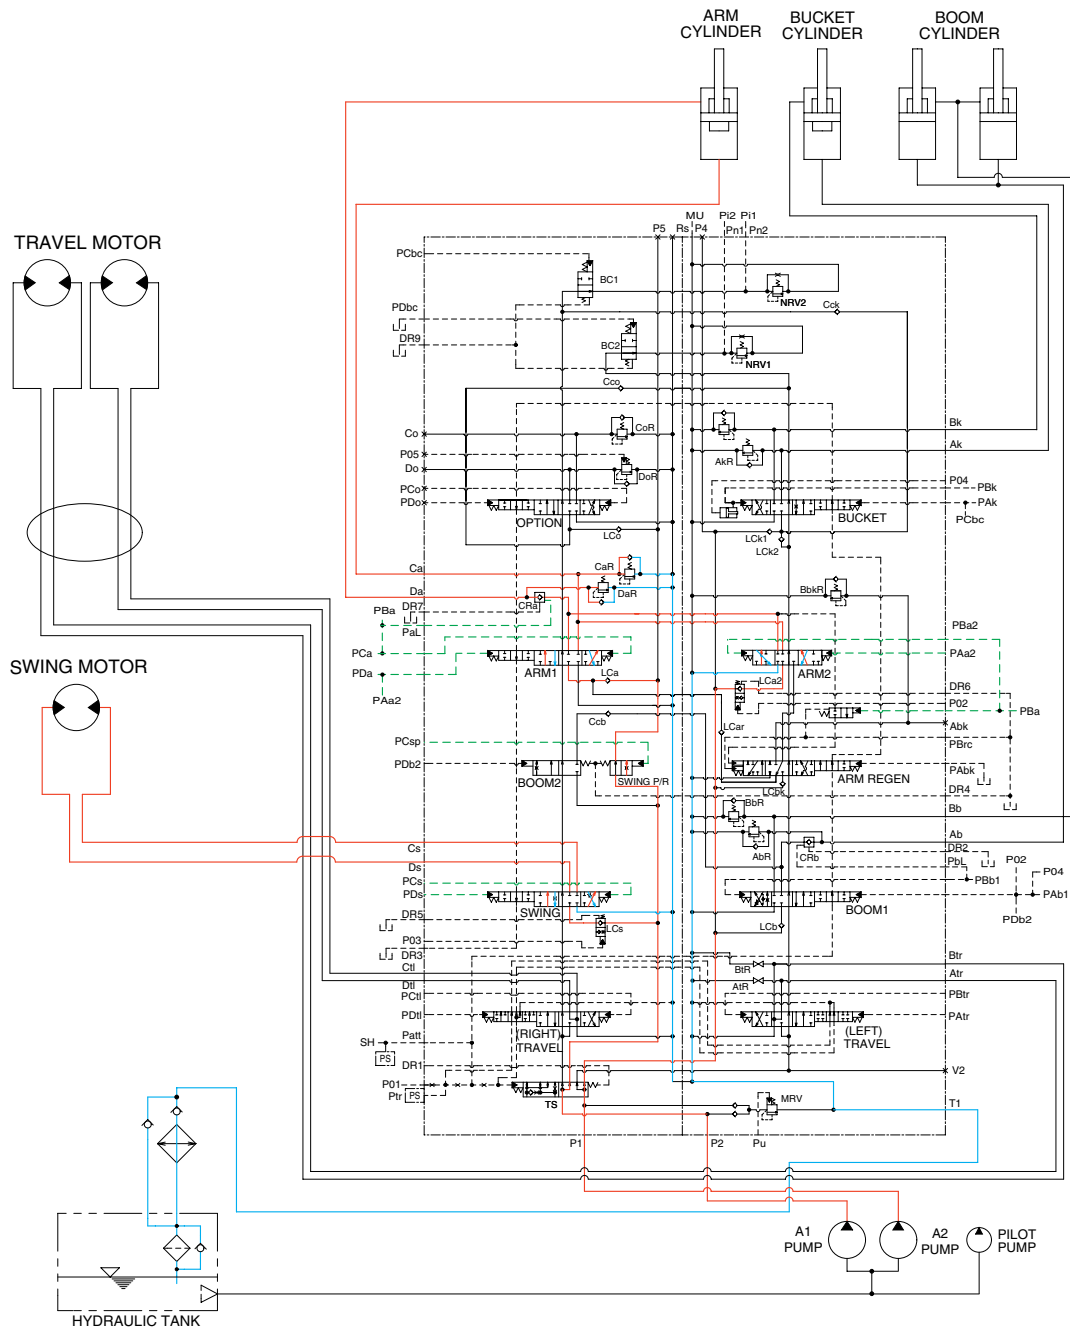 ARM
CYLINDER
BUCKET
CYLINDER
BOOM
CYLINDER
TRAVEL MOTOR
SWING MOTOR
MU
Pi2
Pi1
P5
Rs
P4
Pn1
Pn2
PCbc
BC1
NRV2
Cck
PDbc
DR9
BC2
NRV1
Cco
Co
CoR
Bk
P05
Ak
Do
DoR
AkR
PCo
P04
PBk
PDo
PAk
OPTION
BUCKET
PCbc
LCo
LCk1
LCk2
Ca
CaR
Da
DaR
BbkR
CRa
DR7
PBa
PaL
PBa2
PCa
PAa2
PDa
ARM1
LCa
ARM2
LCa2
DR6
PAa2
P02
PBa
Ccb
LCar
Abk
PCsp
PBrc
PDb2
BOOM2
SWING P/R
ARM REGEN
PAbk
LCbk
DR4
BbR
Bb
AbR
Ab
Cs
CRb
DR2
Ds
PbL
P02
P04
PCs
PBb1
PDs
PAb1
SWING
BOOM1
PDb2
DR5
LCs
LCb
P03
DR3
Ctl
BtR
Btr
Dtl
AtR
Atr
PCtl
PBtr
PDtl
PAtr
(RIGHT)
TRAVEL
(LEFT)
TRAVEL
Patt
SH
PS
DR1
V2
P01
Ptr
PS
TS
MRV
T1
P1
P2
Pu
A1
PUMP
A2
PUMP
PILOT
PUMP
HYDRAULIC TANK